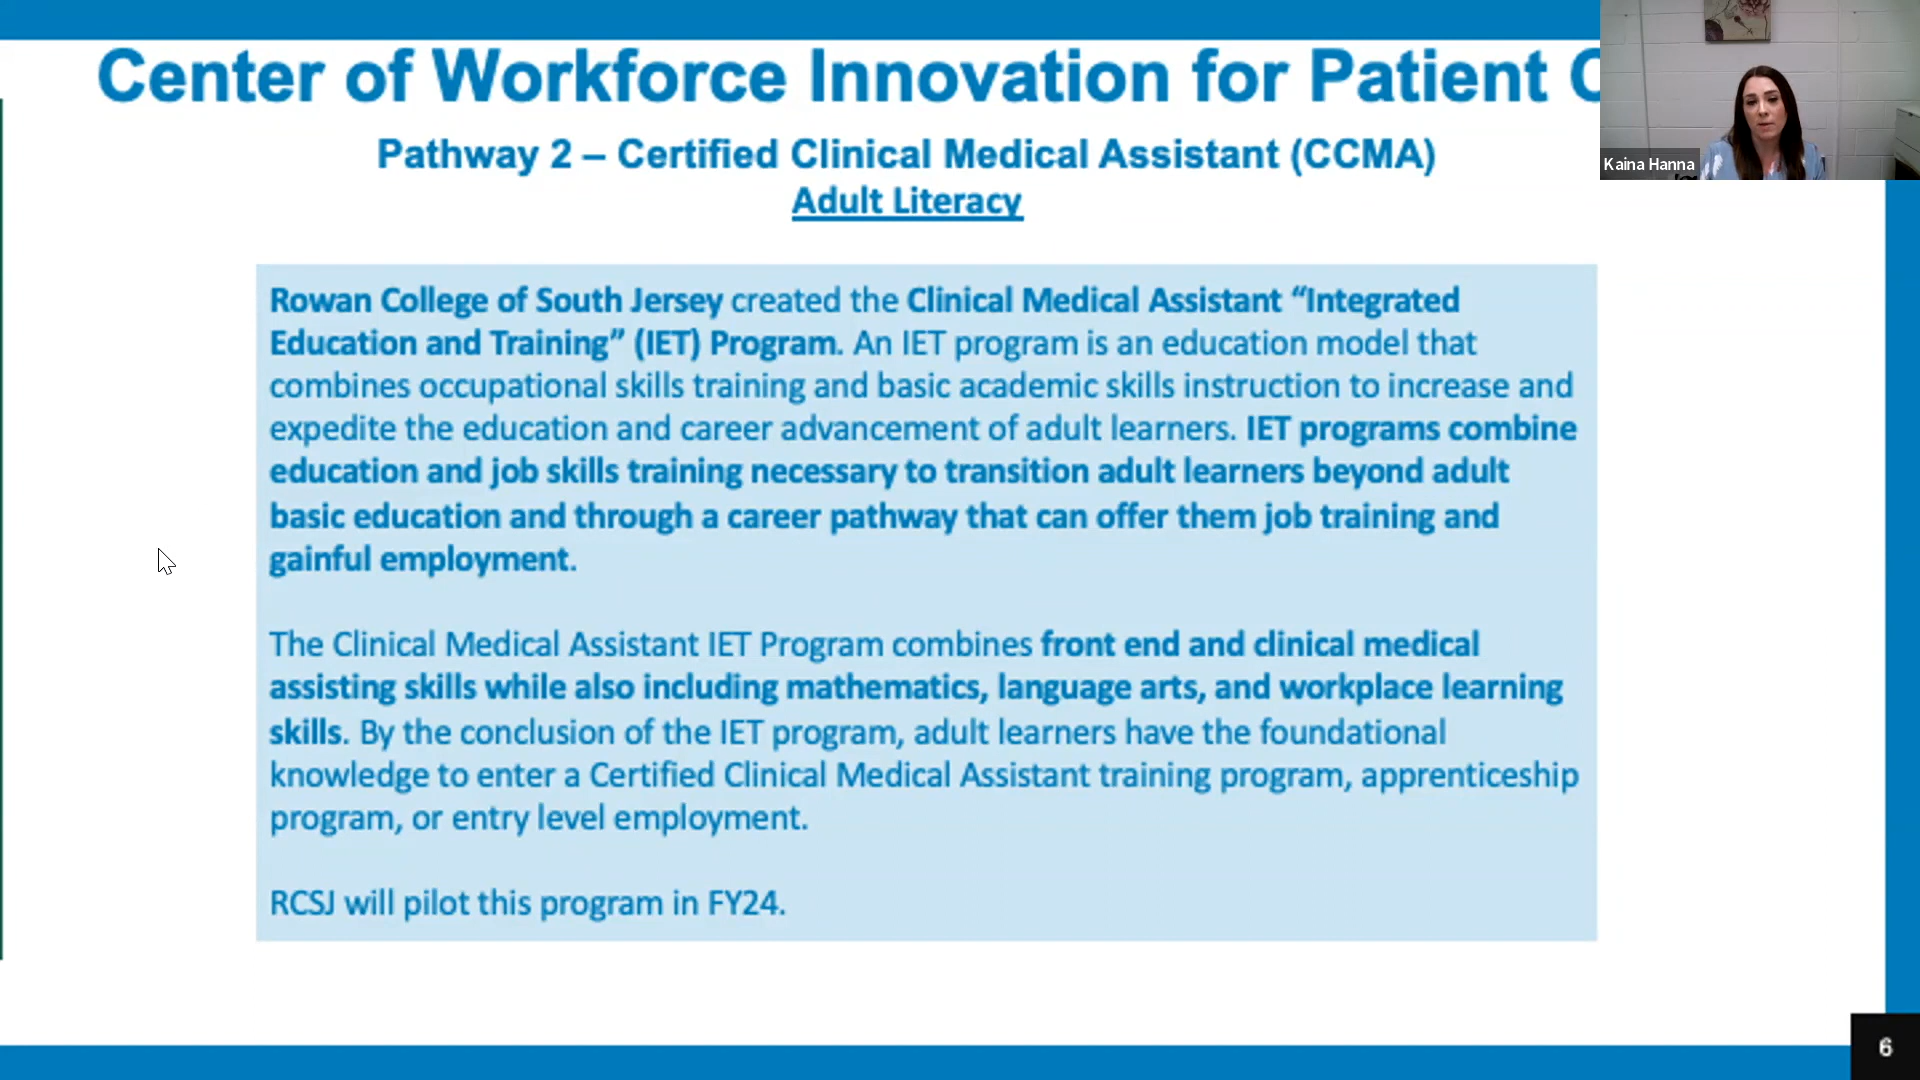 Center of Workforce Innovation for Patient
Kaina Hanna
Pathway 2 – Certified Clinical Medical Assistant (CCMA)
Adult Literacy
Rowan College of South Jersey created the Clinical Medical Assistant “Integrated
Education and Training” (IET) Program. An IET program is an education model that
combines occupational skills training and basic academic skills instruction to increase and
expedite the education and career advancement of adult learners. IET programs combine
education and job skills training necessary to transition adult learners beyond adult
basic education and through a career pathway that can offer them job training and
gainful employment.
The Clinical Medical Assistant IET Program combines front end and clinical medical
assisting skills while also including mathematics, language arts, and workplace learning
skills. By the conclusion of the IET program, adult learners have the foundational
knowledge to enter a Certified Clinical Medical Assistant training program, apprenticeship
program, or entry level employment.
RCSJ will pilot this program in FY24.
6